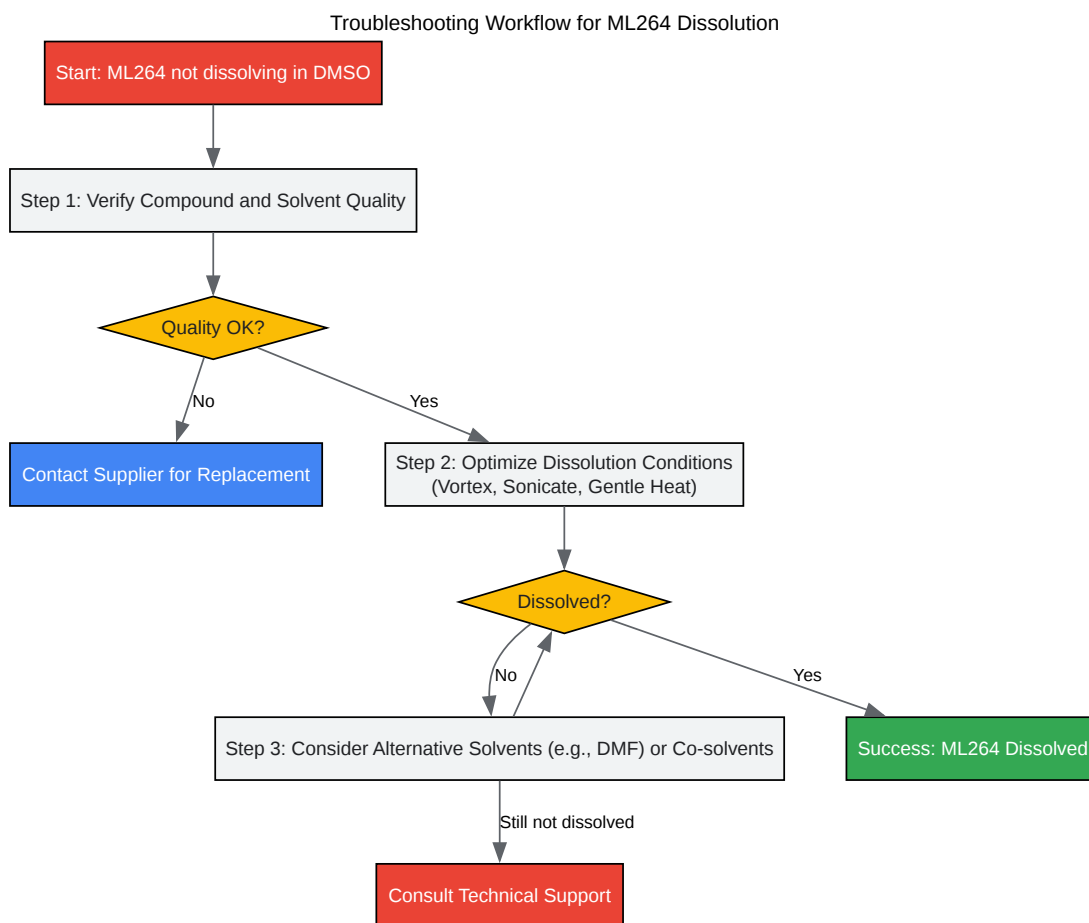 Troubleshooting Workflow for ML264 Dissolution
Start: ML264 not dissolving in DMSO
Step 1: Verify Compound and Solvent Quality
Quality OK?
No
Yes
Contact Supplier for Replacement
Step 2: Optimize Dissolution Conditions
(Vortex, Sonicate, Gentle Heat)
Dissolved?
No
Yes
Step 3: Consider Alternative Solvents (e.g., DMF) or Co-solvents
Success: ML264 Dissolved
Still not dissolved
Consult Technical Support